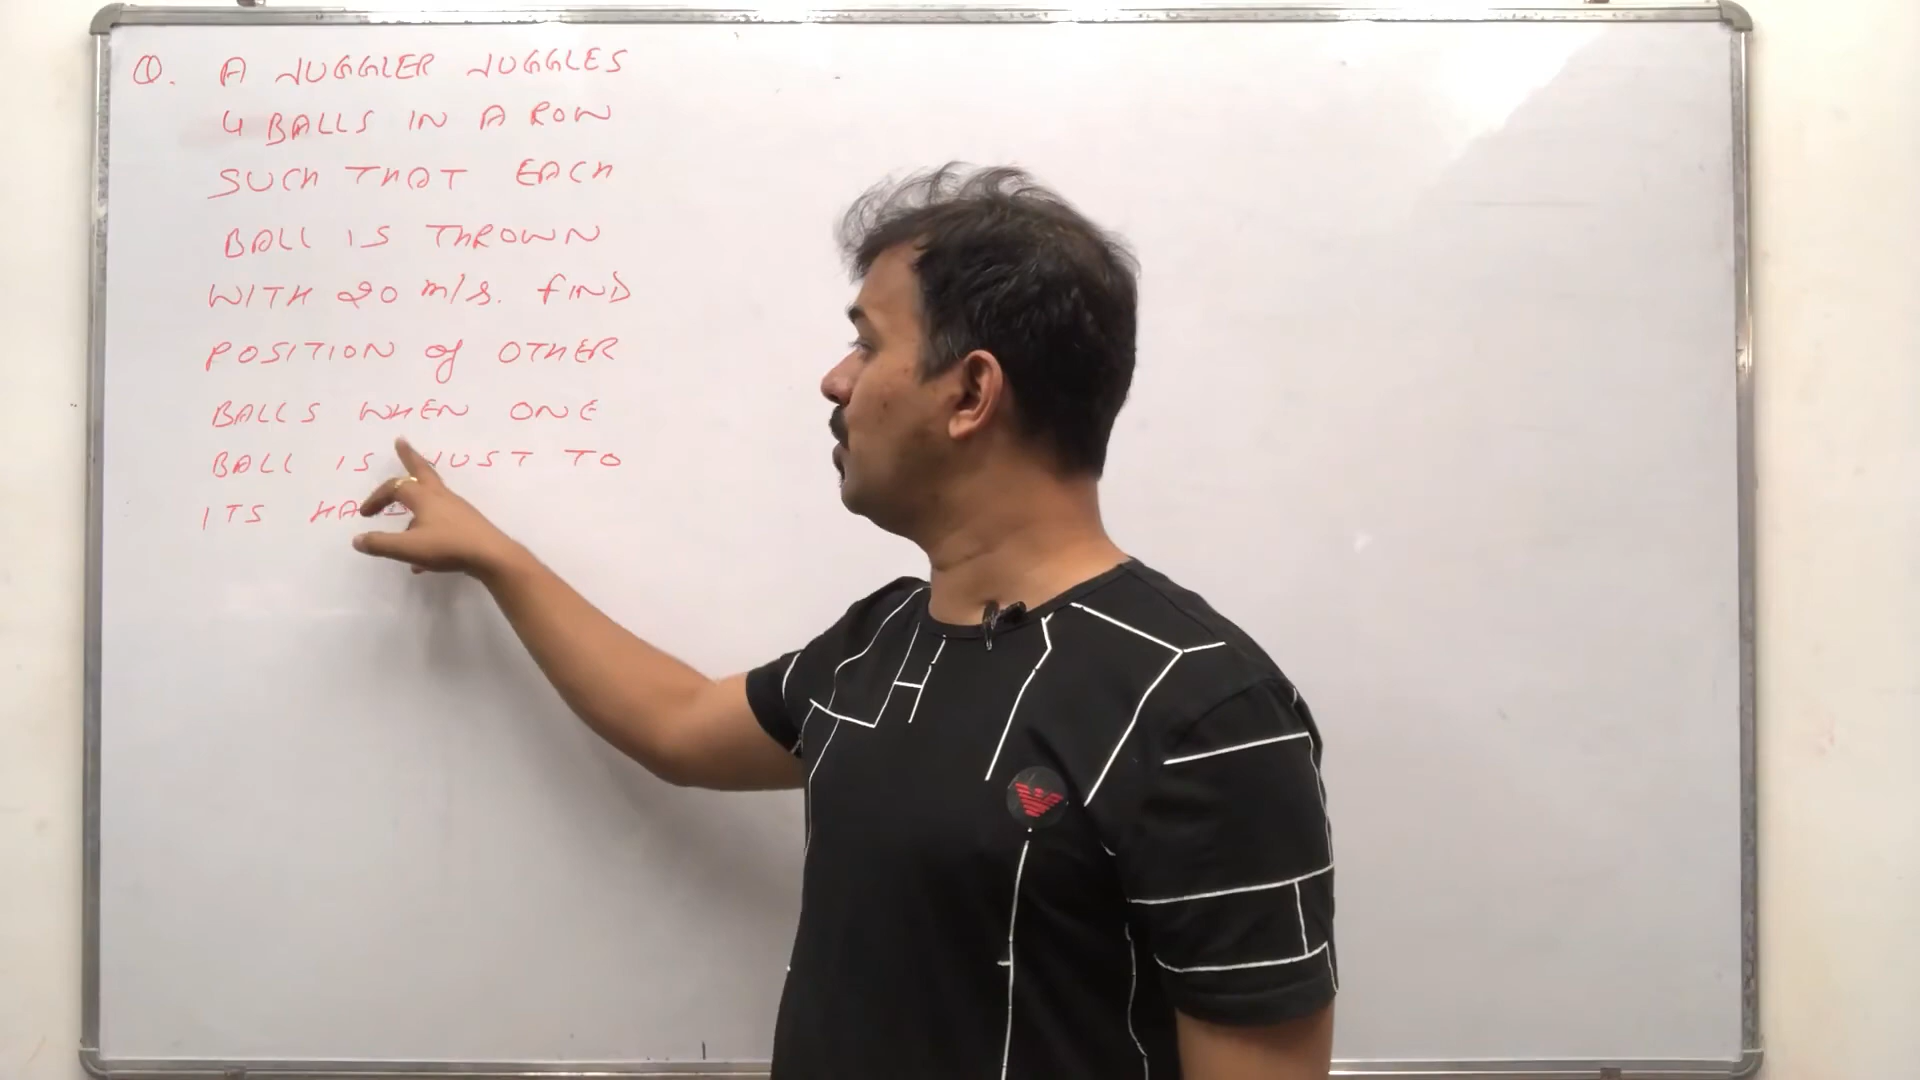 Q. A JUGGLER JUGGLES
4 BALLS IN A ROW
SUCH THAT EACH
BALL IS THROWN
WITH 20 m/s. FIND
POSITION of OTHER
BALLS WHEN ONE
BALL IS JUST TO
ITS